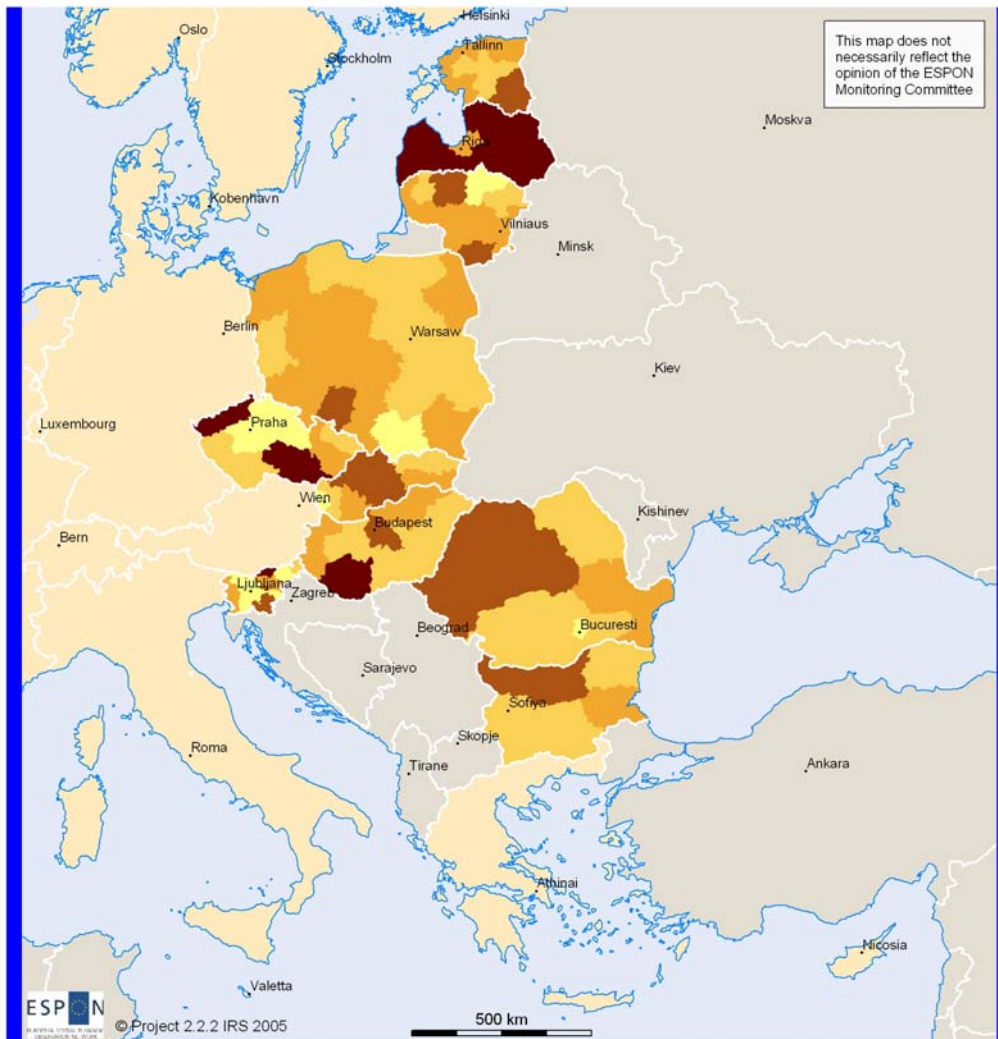 Helsinki
Oslo
Tallinn
Stockholm
This map does not
necessarily reflect the
opinion of the ESPON
Monitoring Committee
Moskva
Riga
Kobenhavn
Vilniaus
Minsk
Berlin
Warsaw
Kiev
Luxembourg
Praha
Wien
Kishinev
Budapest
Bern
Ljubljana
Zagreb
Beograd
Bucuresti
Sarajevo
Sofiya
Skopje
Roma
Tirane
Ankara
Athinai
Nicosia
Valetta
ESPON
© Project 2.2.2 IRS 2005
500 km